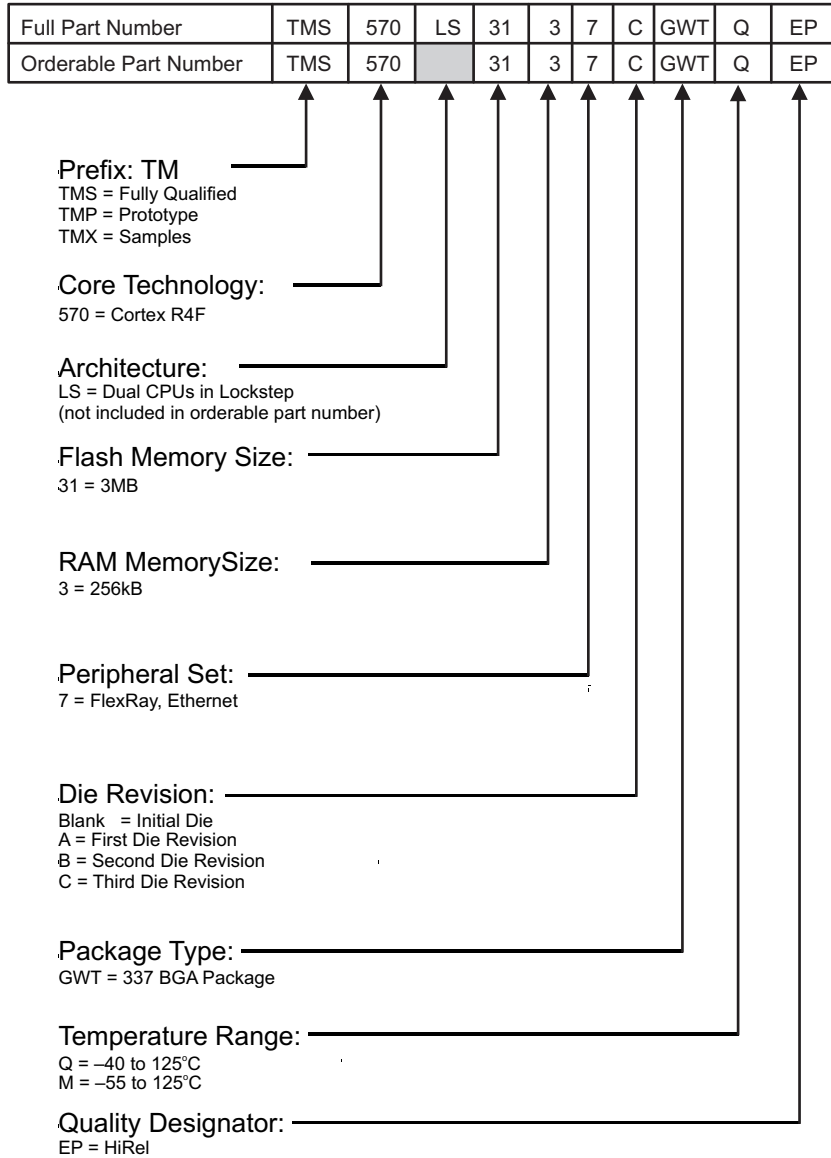 Full Part Number TMS 570 LS 31 3 7 C GWT Q EP
Orderable Part Number TMS 570 31 3 7 C GWT Q EP
Prefix: TM
TMS = Fully Qualified
TMP = Prototype
TMX = Samples
Core Technology:
570 = Cortex R4F
Architecture:
LS = Dual CPUs in Lockstep
(not included in orderable part number)
Flash Memory Size:
31 = 3MB
RAM MemorySize:
3 = 256kB
Peripheral Set:
7 = FlexRay, Ethernet
Die Revision:
Blank = Initial Die
A = First Die Revision
B = Second Die Revision
C = Third Die Revision
Package Type:
GWT = 337 BGA Package
Temperature Range:
Q = –40 to 125°C
M = –55 to 125°C
Quality Designator:
EP = HiRel